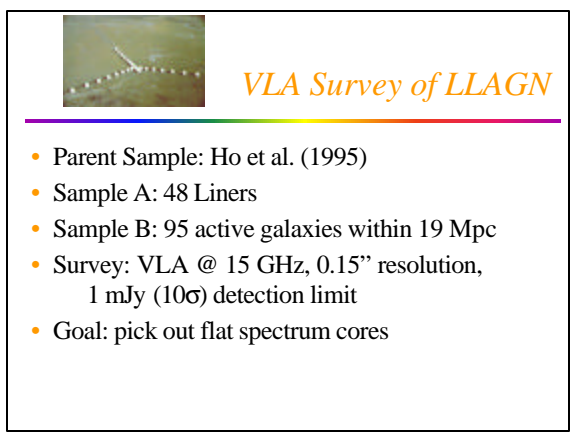 VLA Survey of LLAGN
• Parent Sample: Ho et al. (1995)
• Sample A: 48 Liners
• Sample B: 95 active galaxies within 19 Mpc
• Survey: VLA @ 15 GHz, 0.15” resolution,
1 mJy (10σ) detection limit
• Goal: pick out flat spectrum cores